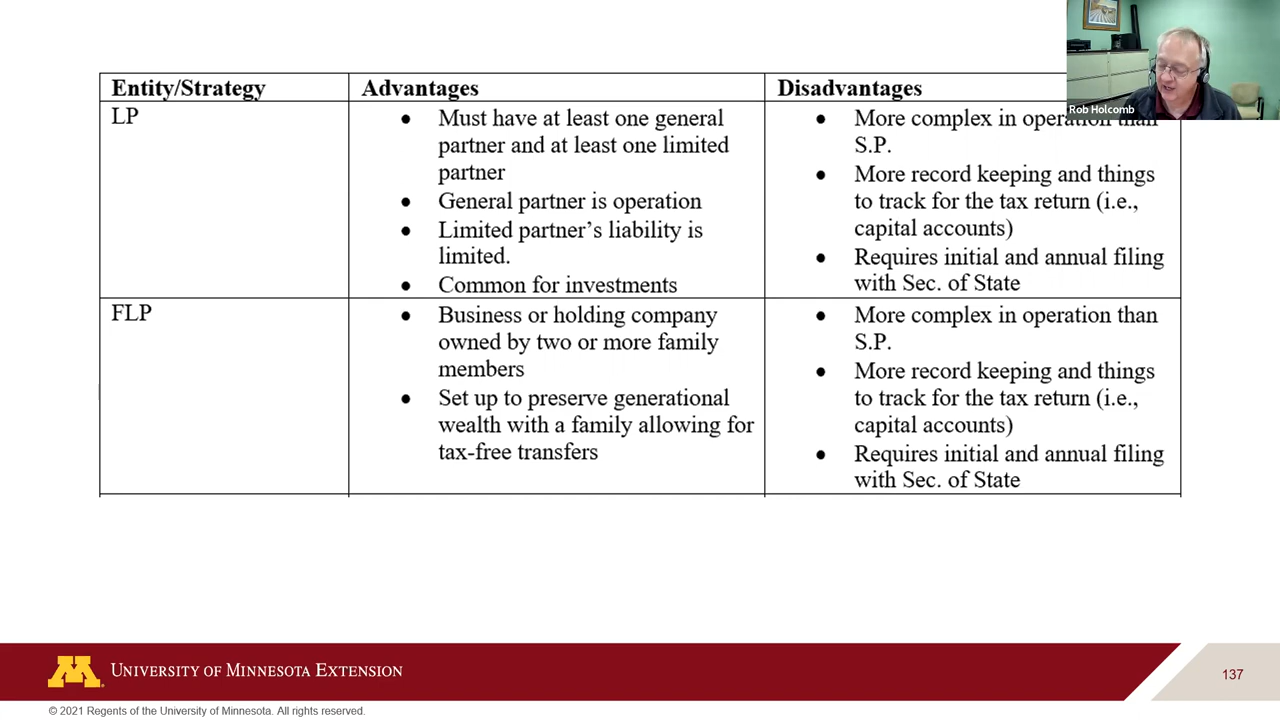 Rob Holcomb
Entity/Strategy
Advantages
Disadvantages
LP
Must have at least one general
partner and at least one limited
partner
General partner is operation
Limited partner’s liability is
limited.
Common for investments
More complex in operation than
S.P.
More record keeping and things
to track for the tax return (i.e.,
capital accounts)
Requires initial and annual filing
with Sec. of State
FLP
Business or holding company
owned by two or more family
members
Set up to preserve generational
wealth with a family allowing for
tax-free transfers
More complex in operation than
S.P.
More record keeping and things
to track for the tax return (i.e.,
capital accounts)
Requires initial and annual filing
with Sec. of State
M
UNIVERSITY OF MINNESOTA EXTENSION
137
© 2021 Regents of the University of Minnesota. All rights reserved.